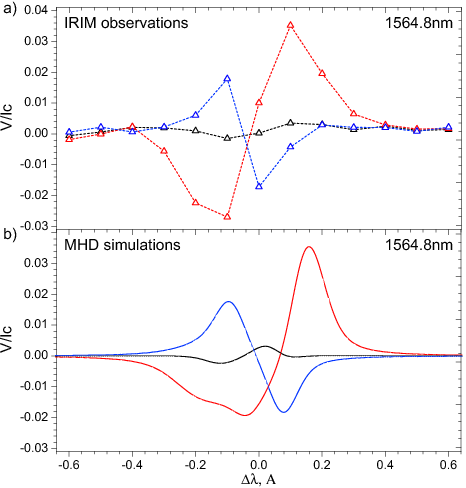 a)
IRIM observations 1564.8nm
0.04
0.03
0.02
0.01
0.00
-0.01
-0.02
-0.03
V/Ic
b)
MHD simulations 1564.8nm
0.03
0.02
0.01
0.00
-0.01
-0.02
-0.03
V/Ic
-0.6 -0.4 -0.2 0.0 0.2 0.4 0.6
Δλ, A